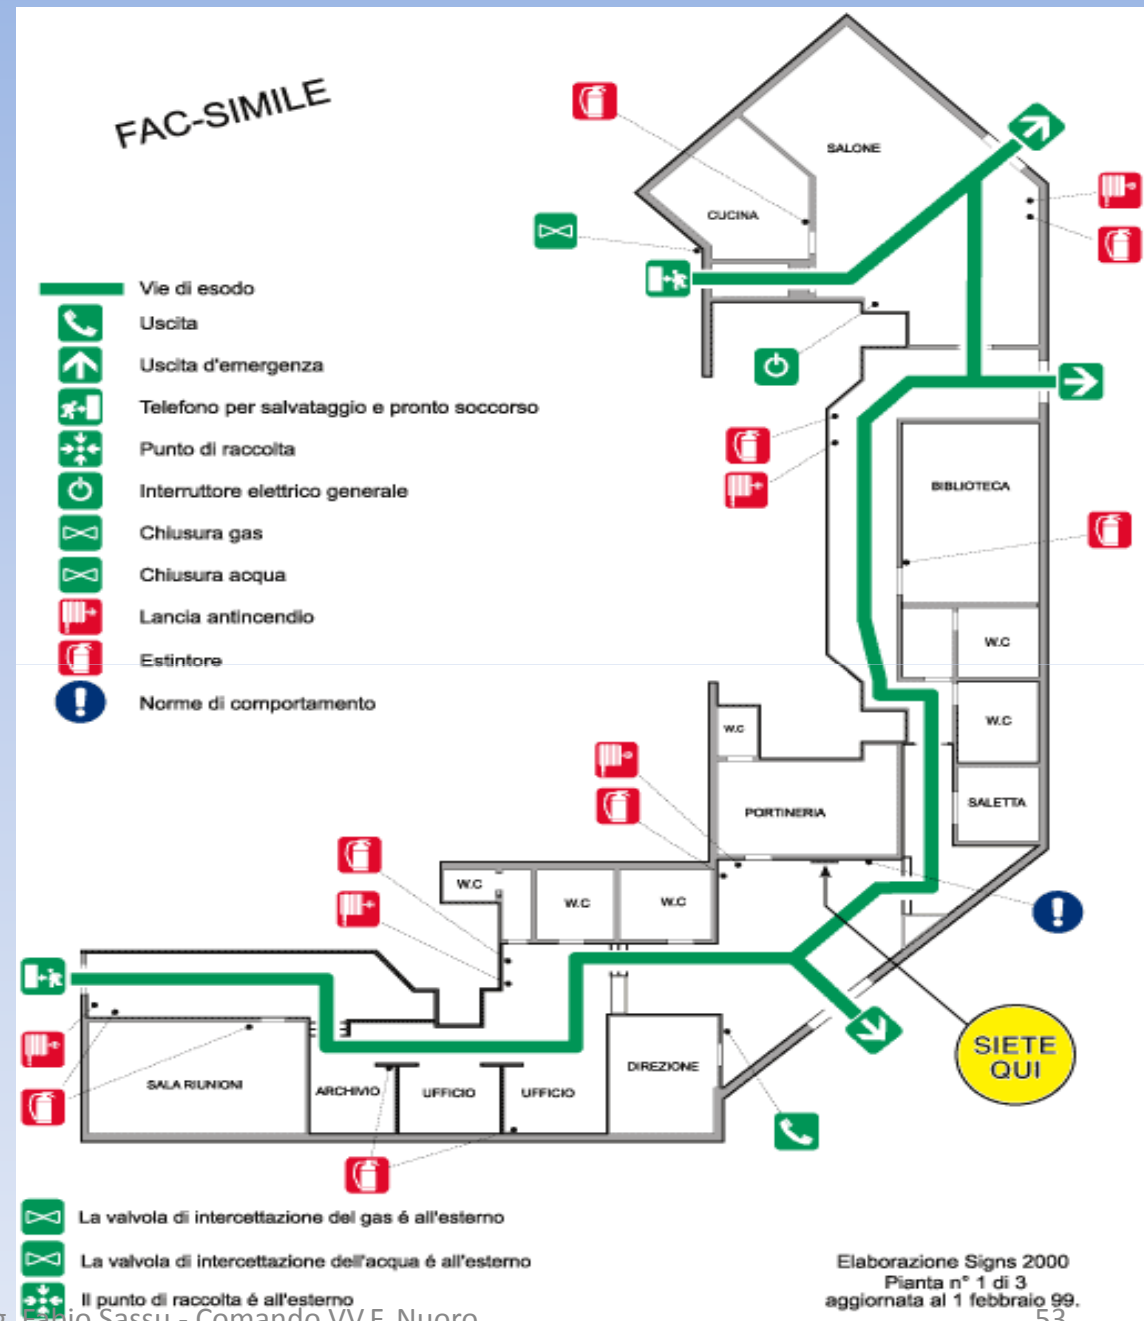 FAC-SIMILE
SALONE
CUCINA
Vie di esodo
Uscita
Uscita d'emergenza
Telefono per salvataggio e pronto soccorso
Punto di raccolta
Interruttore elettrico generale
Chiusura gas
Chiusura acqua
Lancia antincendio
Estintore
Norme di comportamento
BIBLIOTECA
W.C
W.C
W.C
SALETTA
PORTINERIA
W.C
W.C
W.C
SIETE
QUI
DIREZIONE
SALA RIUNIONI
ARCHIVIO
UFFICIO
UFFICIO
La valvola di intercettazione del gas é all'esterno
La valvola di intercettazione dell'acqua é all'esterno
Il punto di raccolta é all'esterno
Elaborazione Signs 2000
Pianta n° 1 di 3
aggiornata al 1 febbraio 99.
Fabio Sassu - Comando VV.F. Nuoro
53